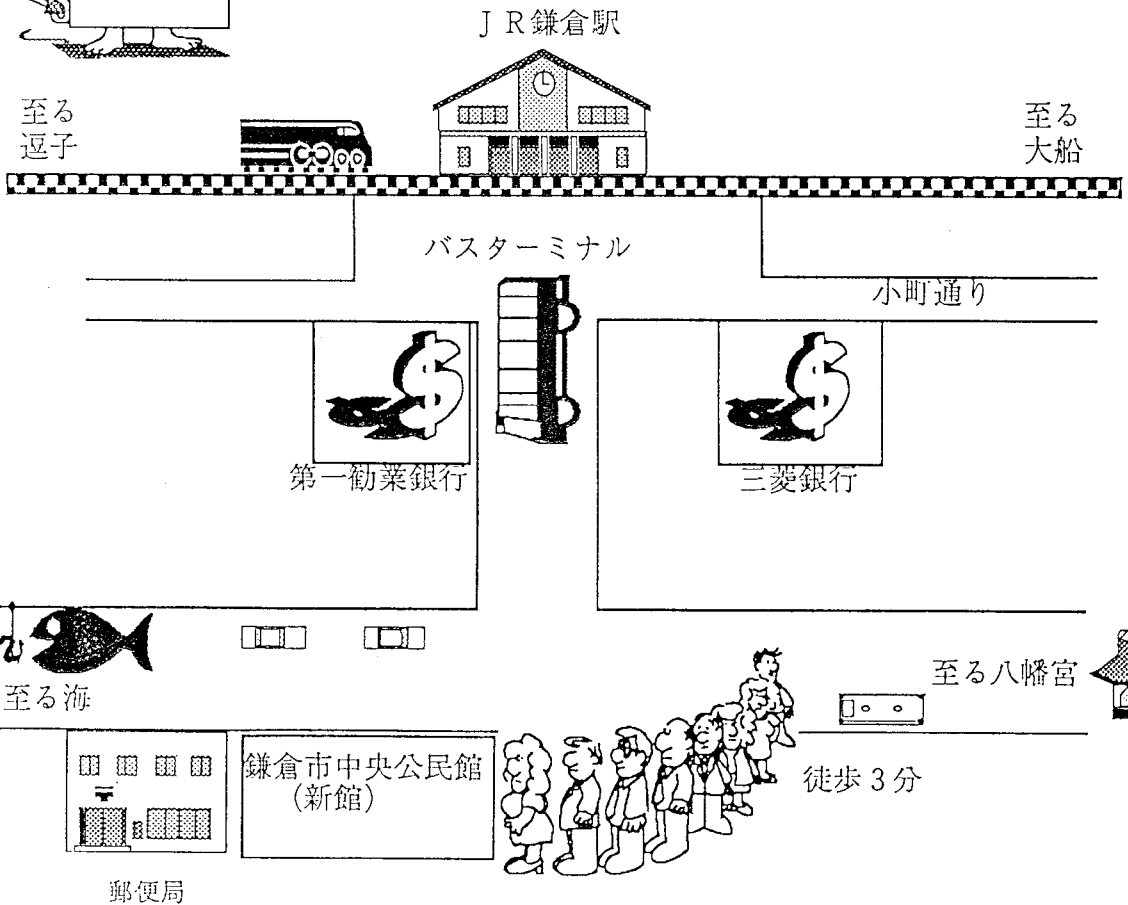 ＪＲ鎌倉駅
至る
逗子
至る
大船
バスターミナル
小町通り
第一勧業銀行
三菱銀行
至る海
至る八幡宮
鎌倉市中央公民館
（新館）
徒歩３分
郵便局